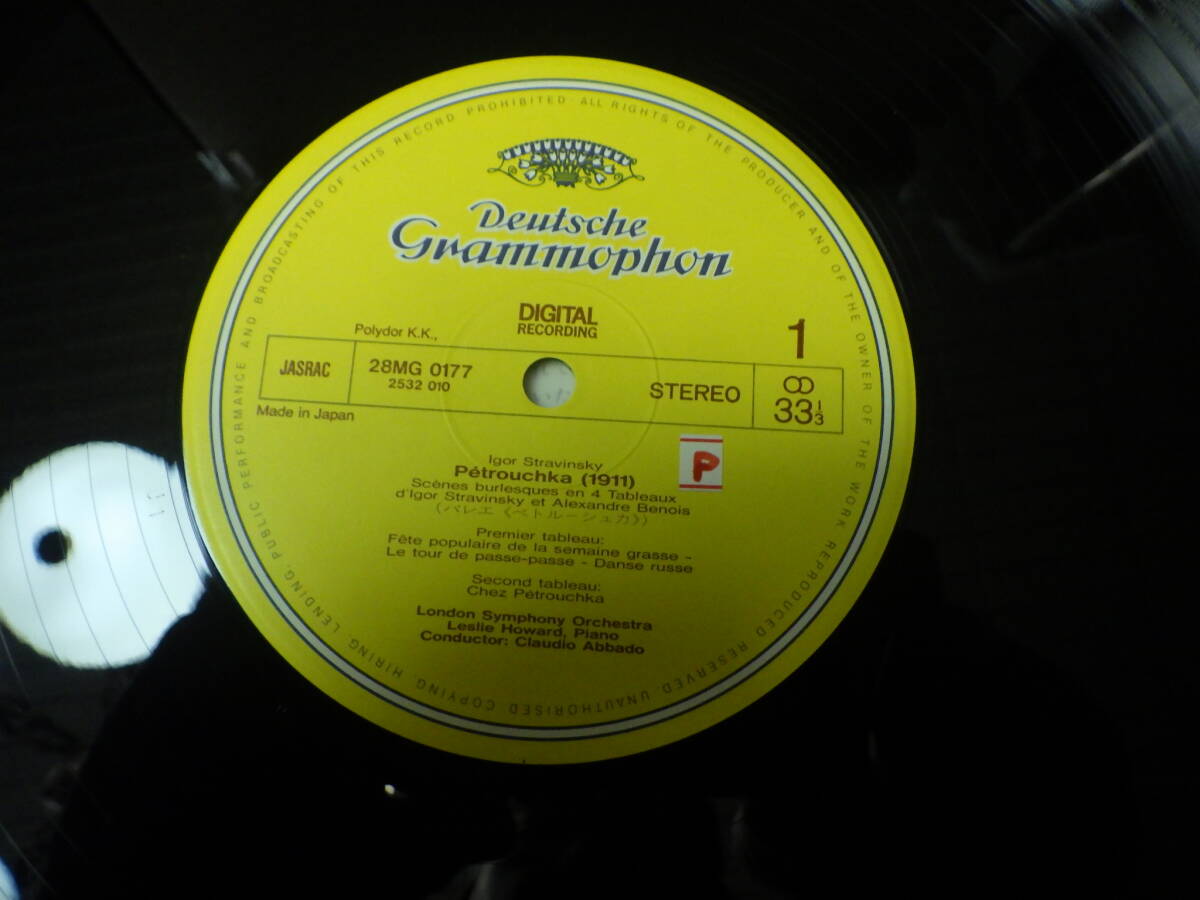 Deutsche
Grammophon
DIGITAL
RECORDING
1
Polydor K.K.,
JASRAC
28MG 0177
2532 010
STEREO
33 1/3
Made in Japan
P
Igor Stravinsky
Pétrouchka (1911)
Scènes burlesques en 4 Tableaux
d'Igor Stravinsky et Alexandre Benois
(バレエ《ペトルーシュカ》)
Premier tableau:
Fête populaire de la semaine grasse –
Le tour de passe-passe - Danse russe
Second tableau:
Chez Pétrouchka
London Symphony Orchestra
Leslie Howard, Piano
Conductor: Claudio Abbado
ALL RIGHTS OF THE PRODUCER AND OF THE OWNER OF THE WORK REPRODUCED RESERVED. UNAUTHORISED COPYING, HIRING, LENDING, PUBLIC PERFORMANCE AND BROADCASTING OF THIS RECORD PROHIBITED ·